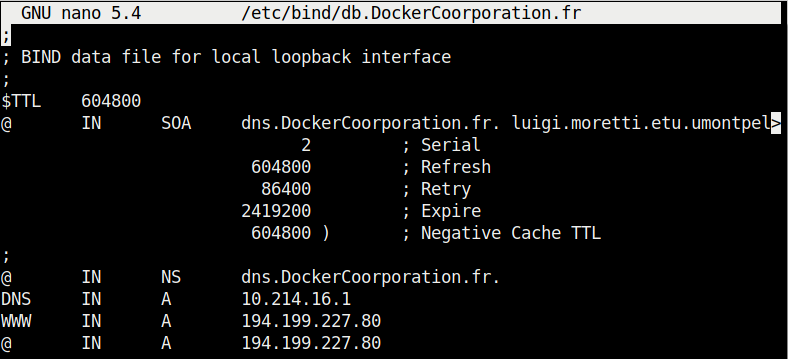 GNU nano 5.4 /etc/bind/db.DockerCoorporation.fr
;
; BIND data file for local loopback interface
;
$TTL 604800
@ IN SOA dns.DockerCoorporation.fr. luigi.moretti.etu.umontpel>
2 ; Serial
604800 ; Refresh
86400 ; Retry
2419200 ; Expire
604800 ) ; Negative Cache TTL
;
@ IN NS dns.DockerCoorporation.fr.
DNS IN A 10.214.16.1
WWW IN A 194.199.227.80
@ IN A 194.199.227.80